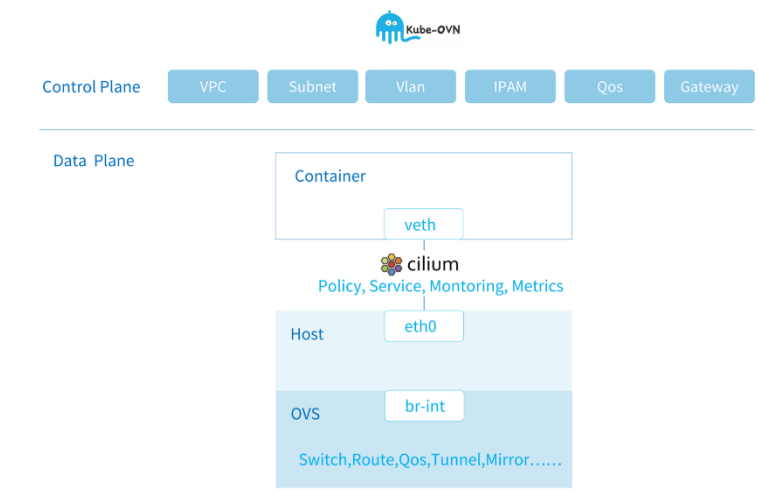 Kube-OVN
Control Plane
VPC
Subnet
Vlan
IPAM
Qos
Gateway
Data Plane
Container
veth
cilium
Policy, Service, Montoring, Metrics
eth0
Host
br-int
OVS
Switch,Route,Qos,Tunnel,Mirror......